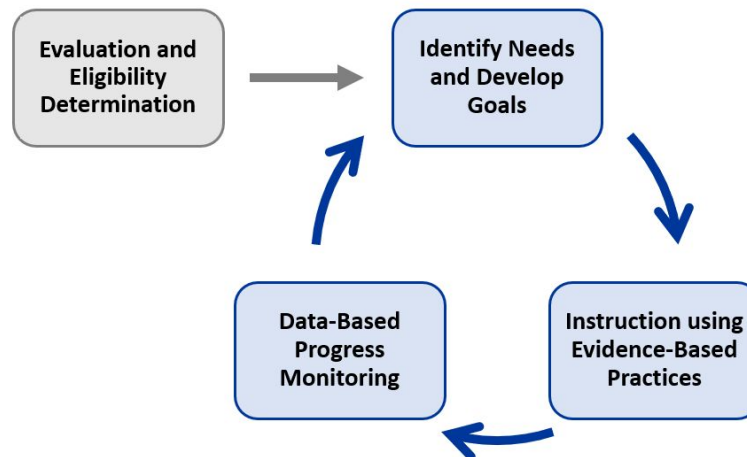 Evaluation and
Eligibility
Determination
Identify Needs
and Develop
Goals
Data-Based
Progress
Monitoring
Instruction using
Evidence-Based
Practices